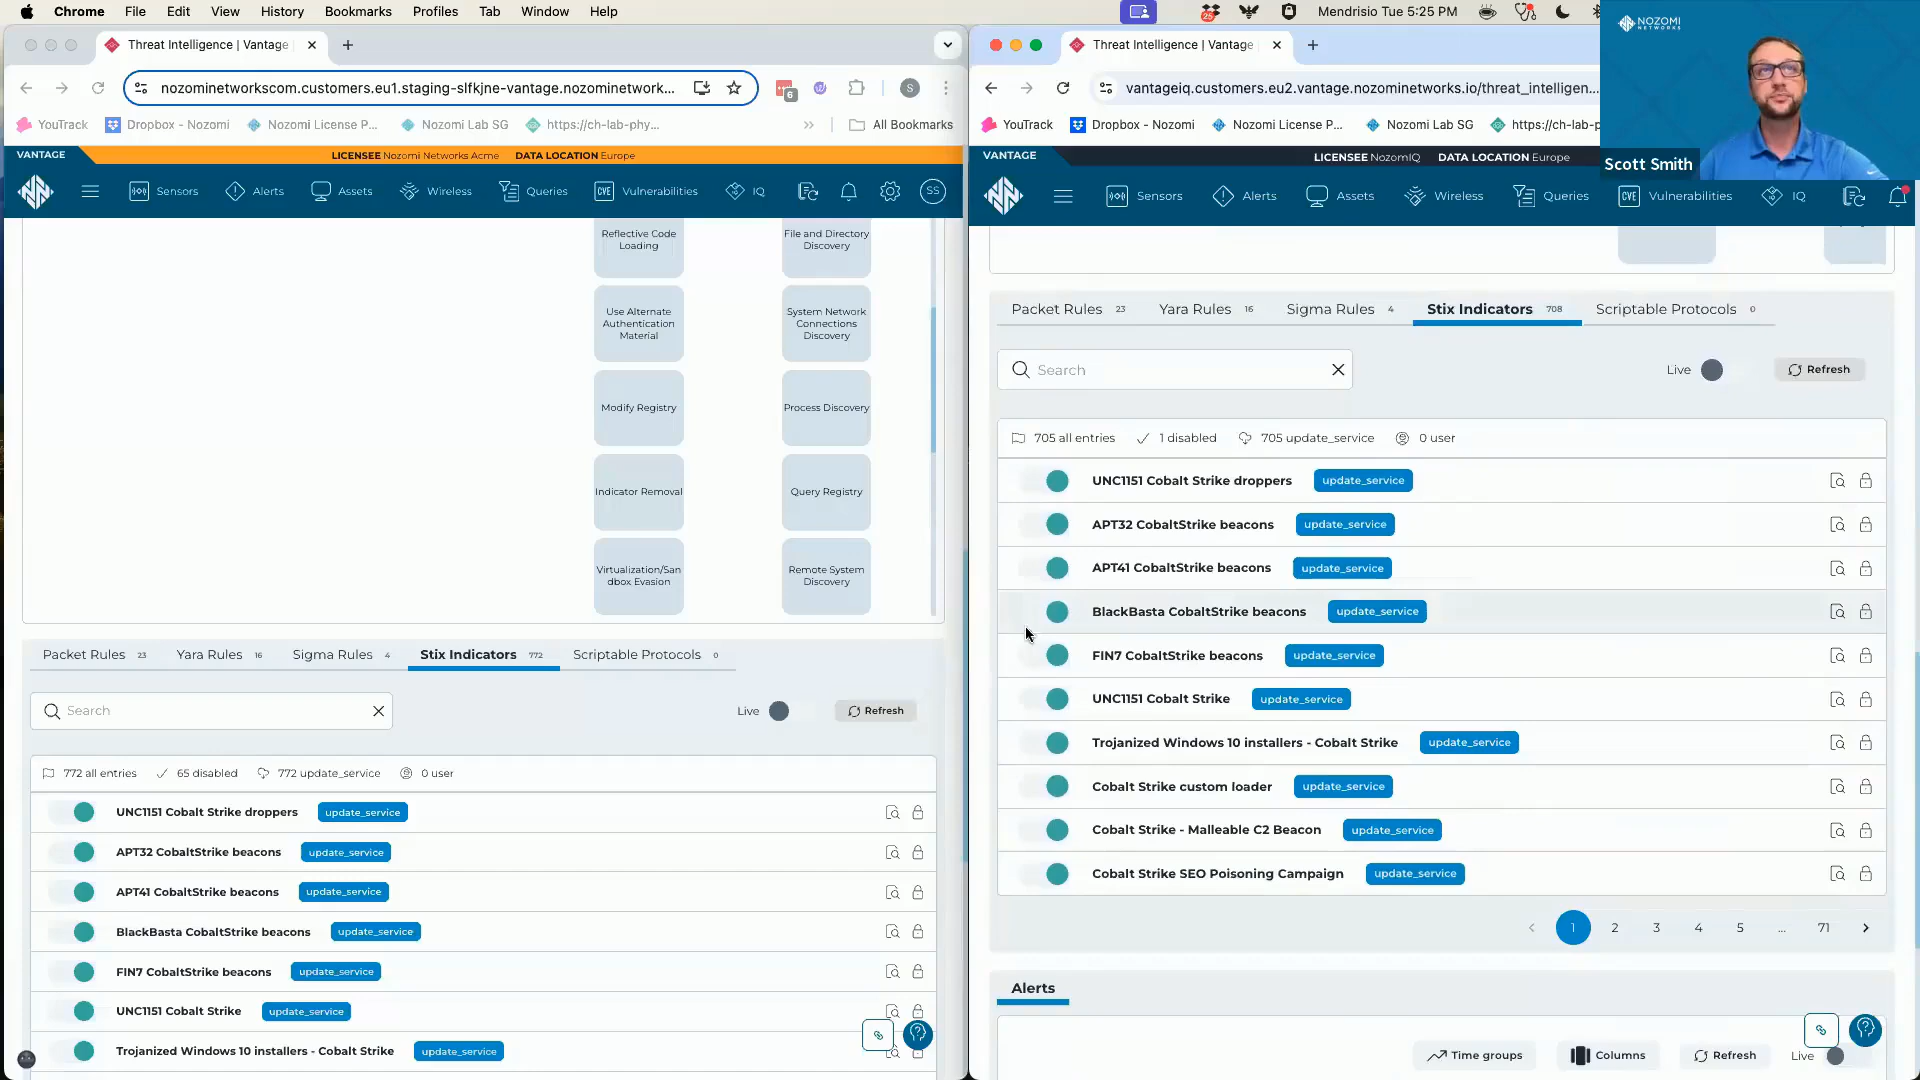 Chrome File Edit View History Bookmarks Profiles Tab Window Help
25
Mendrisio Tue 5:25 PM
Threat Intelligence | Vantage
nozominetworkscom.customers.eu1.staging-slfkjne-vantage.nozominetwork...
6
S
YouTrack Dropbox - Nozomi Nozomi License P... Nozomi Lab SG https://ch-lab-phy... » All Bookmarks
VANTAGE
LICENSEE Nozomi Networks Acme DATA LOCATION Europe
Sensors Alerts Assets Wireless Queries CVE Vulnerabilities IQ SS
Reflective Code
Loading
File and Directory
Discovery
Use Alternate
Authentication
Material
System Network
Connections
Discovery
Modify Registry
Process Discovery
Indicator Removal
Query Registry
Virtualization/San
dbox Evasion
Remote System
Discovery
Packet Rules 23 Yara Rules 16 Sigma Rules 4 Stix Indicators 772 Scriptable Protocols 0
Search
Live
Refresh
772 all entries 65 disabled 772 update_service 0 user
UNC1151 Cobalt Strike droppers update_service
APT32 CobaltStrike beacons update_service
APT41 CobaltStrike beacons update_service
BlackBasta CobaltStrike beacons update_service
FIN7 CobaltStrike beacons update_service
UNC1151 Cobalt Strike update_service
Trojanized Windows 10 installers - Cobalt Strike update_service
Threat Intelligence | Vantage
vantageiq.customers.eu2.vantage.nozominetworks.io/threat_intelligen...
YouTrack Dropbox - Nozomi Nozomi License P... Nozomi Lab SG https://ch-lab-p
VANTAGE
LICENSEE NozomIQ DATA LOCATION Europe
Sensors Alerts Assets Wireless Queries CVE Vulnerabilities IQ
NOZOMI
NETWORKS
Scott Smith
Packet Rules 23 Yara Rules 16 Sigma Rules 4 Stix Indicators 708 Scriptable Protocols 0
Search
Live
Refresh
705 all entries 1 disabled 705 update_service 0 user
UNC1151 Cobalt Strike droppers update_service
APT32 CobaltStrike beacons update_service
APT41 CobaltStrike beacons update_service
BlackBasta CobaltStrike beacons update_service
FIN7 CobaltStrike beacons update_service
UNC1151 Cobalt Strike update_service
Trojanized Windows 10 installers - Cobalt Strike update_service
Cobalt Strike custom loader update_service
Cobalt Strike - Malleable C2 Beacon update_service
Cobalt Strike SEO Poisoning Campaign update_service
1 2 3 4 5 ... 71
Alerts
Time groups Columns Refresh Live